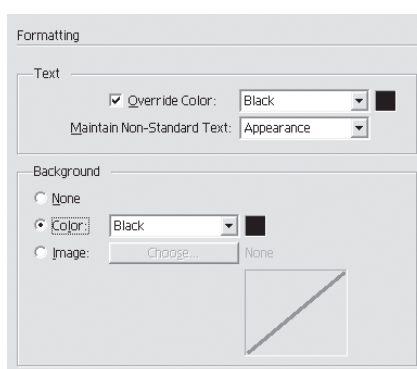 Formatting
Text
Override Color: Black
Maintain Non-Standard Text: Appearance
Background
None
Color: Black
Image: Choose... None